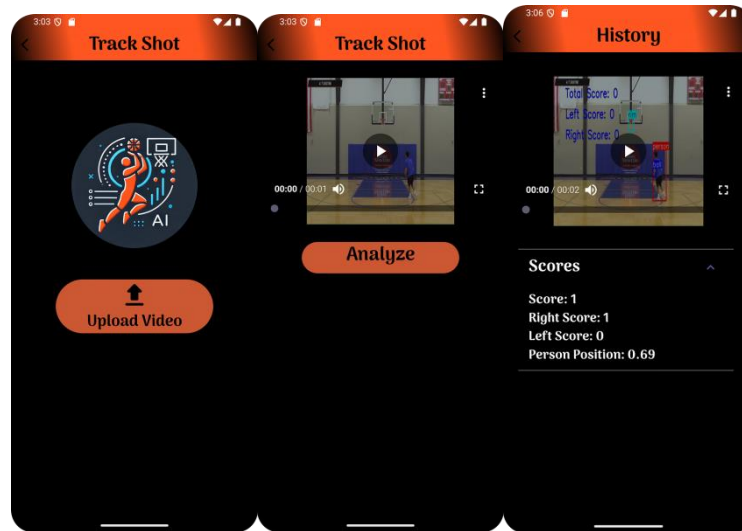 3:03
Track Shot
AI
Upload Video
3:03
Track Shot
00:00 / 00:01
Analyze
3:06
History
Total Score: 0
Left Score: 0
Right Score: 0
person
00:00 / 00:02
Scores
Score: 1
Right Score: 1
Left Score: 0
Person Position: 0.69